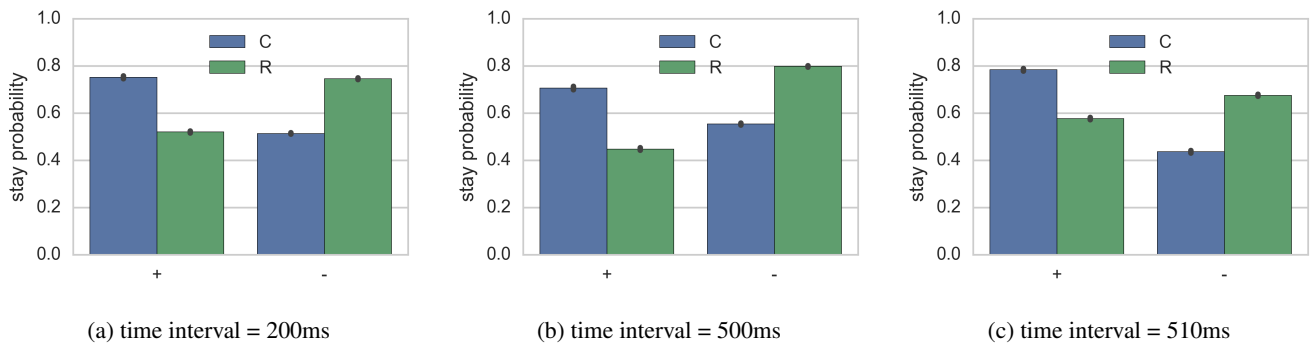 1.0
0.8
0.6
0.4
0.2
0.0
stay probability
C
R
+
-
(a) time interval = 200ms
1.0
0.8
0.6
0.4
0.2
0.0
stay probability
C
R
+
-
(b) time interval = 500ms
1.0
0.8
0.6
0.4
0.2
0.0
stay probability
C
R
+
-
(c) time interval = 510ms